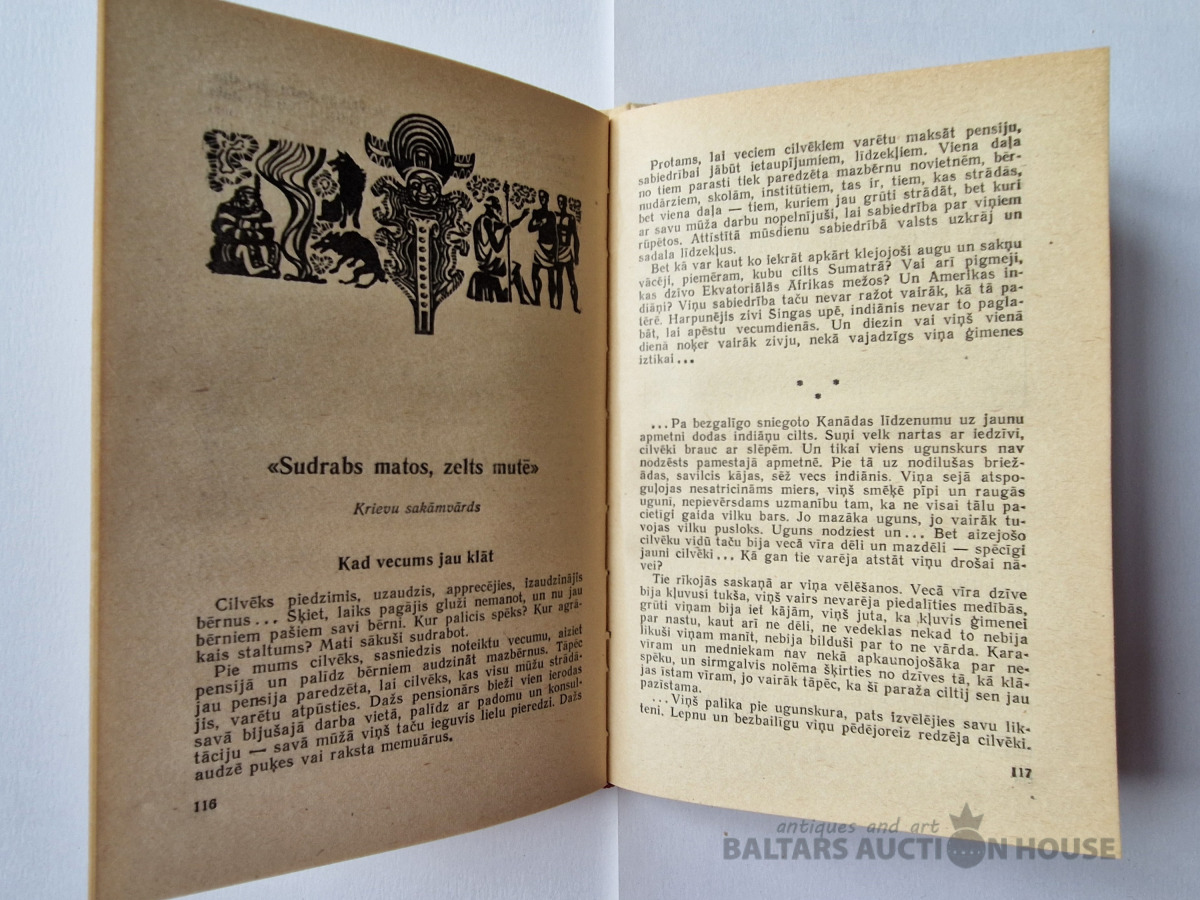 «Sudrabs matos, zelts mutē»
Krievu sakāmvārds
Kad vecums jau klāt
Cilvēks piedzimis, uzaudzis, apprecējies, izaudzinājis
bērnus... Šķiet, laiks pagājis gluži nemanot, un nu jau
bērniem pašiem savi bērni. Kur palicis spēks? Kur agrā-
kais staltums? Mati sākuši sudrabot.
Pie mums cilvēks, sasniedzis noteiktu vecumu, aiziet
pensijā un palīdz bērniem audzināt mazbērnus. Tāpēc
jau pensija paredzēta, lai cilvēks, kas visu mūžu strādā-
jis, varētu atpūsties. Dažs pensionārs bieži vien ierodas
savā bijušajā darba vietā, palīdz ar padomu un konsul-
tāciju — savā mūžā viņš taču ieguvis lielu pieredzi. Dažs
audzē puķes vai raksta memuārus.
116
Protams, lai veciem cilvēkiem varētu maksāt pensiju,
sabiedrībai jābūt ietaupījumiem, līdzekļiem. Viena daļa
no tiem parasti tiek paredzēta mazbērnu novietnēm, bēr-
nudārziem, skolām, institūtiem, tas ir, tiem, kas strādās,
bet viena daļa — tiem, kuriem jau grūti strādāt, bet kuri
ar savu mūža darbu nopelnījuši, lai sabiedrība par viņiem
rūpētos. Attīstītā mūsdienu sabiedrībā valsts uzkrāj un
sadala līdzekļus.
Bet kā var kaut ko iekrāt apkārt klejojoši augu un sakņu
vācēji, piemēram, kubu cilts Sumatrā? Vai arī pigmeji,
kas dzīvo Ekvatoriālās Āfrikas mežos? Un Amerikas in-
diāņi? Viņu sabiedrība taču nevar ražot vairāk, kā tā pa-
tērē. Harpunējis zivi Singas upē, indiānis nevar to pagla-
bāt, lai apēstu vecumdienās. Un diezin vai viņš vienā
dienā noķer vairāk zivju, nekā vajadzīgs viņa ģimenes
iztikai...
* *
*
...Pa bezgalīgo sniegoto Kanādas līdzenumu uz jaunu
apmetni dodas indiāņu cilts. Suņi velk nartas ar iedzīvi,
cilvēki brauc ar slēpēm. Un tikai viens ugunskurs nav
nodzēsts pamestajā apmetnē. Pie tā uz nodilušas briež-
ādas, savilcis kājas, sēž vecs indiānis. Viņa sejā atspo-
guļojas nesatricināms miers, viņš smēķē pīpi un raugās
ugunī, nepievērsdams uzmanību tam, ka ne visai tālu pa-
cietīgi gaida vilku bars. Jo mazāka uguns, jo vairāk tu-
vojas vilku pusloks. Uguns nodziest un... Bet aizejošo
cilvēku vidū taču bija vecā vīra dēli un mazdēli — spēcīgi
jauni cilvēki... Kā gan tie varēja atstāt viņu drošai nā-
vei?
Tie rīkojās saskaņā ar viņa vēlēšanos. Vecā vīra dzīve
bija kļuvusi tukša, viņš vairs nevarēja piedalīties medībās,
grūti viņam bija iet kājām, viņš juta, ka kļuvis ģimenei
par nastu, kaut arī ne dēli, ne vedeklas nekad to nebija
likuši viņam manīt, nebija bilduši par to ne vārda. Kara-
vīram un medniekam nav nekā apkaunojošāka par ne-
spēku, un sirmgalvis nolēma šķirties no dzīves tā, kā klā-
jas īstam vīram, jo vairāk tāpēc, ka šī paraža ciltij sen jau
pazīstama.
...Viņš palika pie ugunskura, pats izvēlējies savu lik-
teni. Lepnu un bezbailīgu viņu pēdējoreiz redzēja cilvēki.
117
antiques and art
BALTARS AUCTION HOUSE